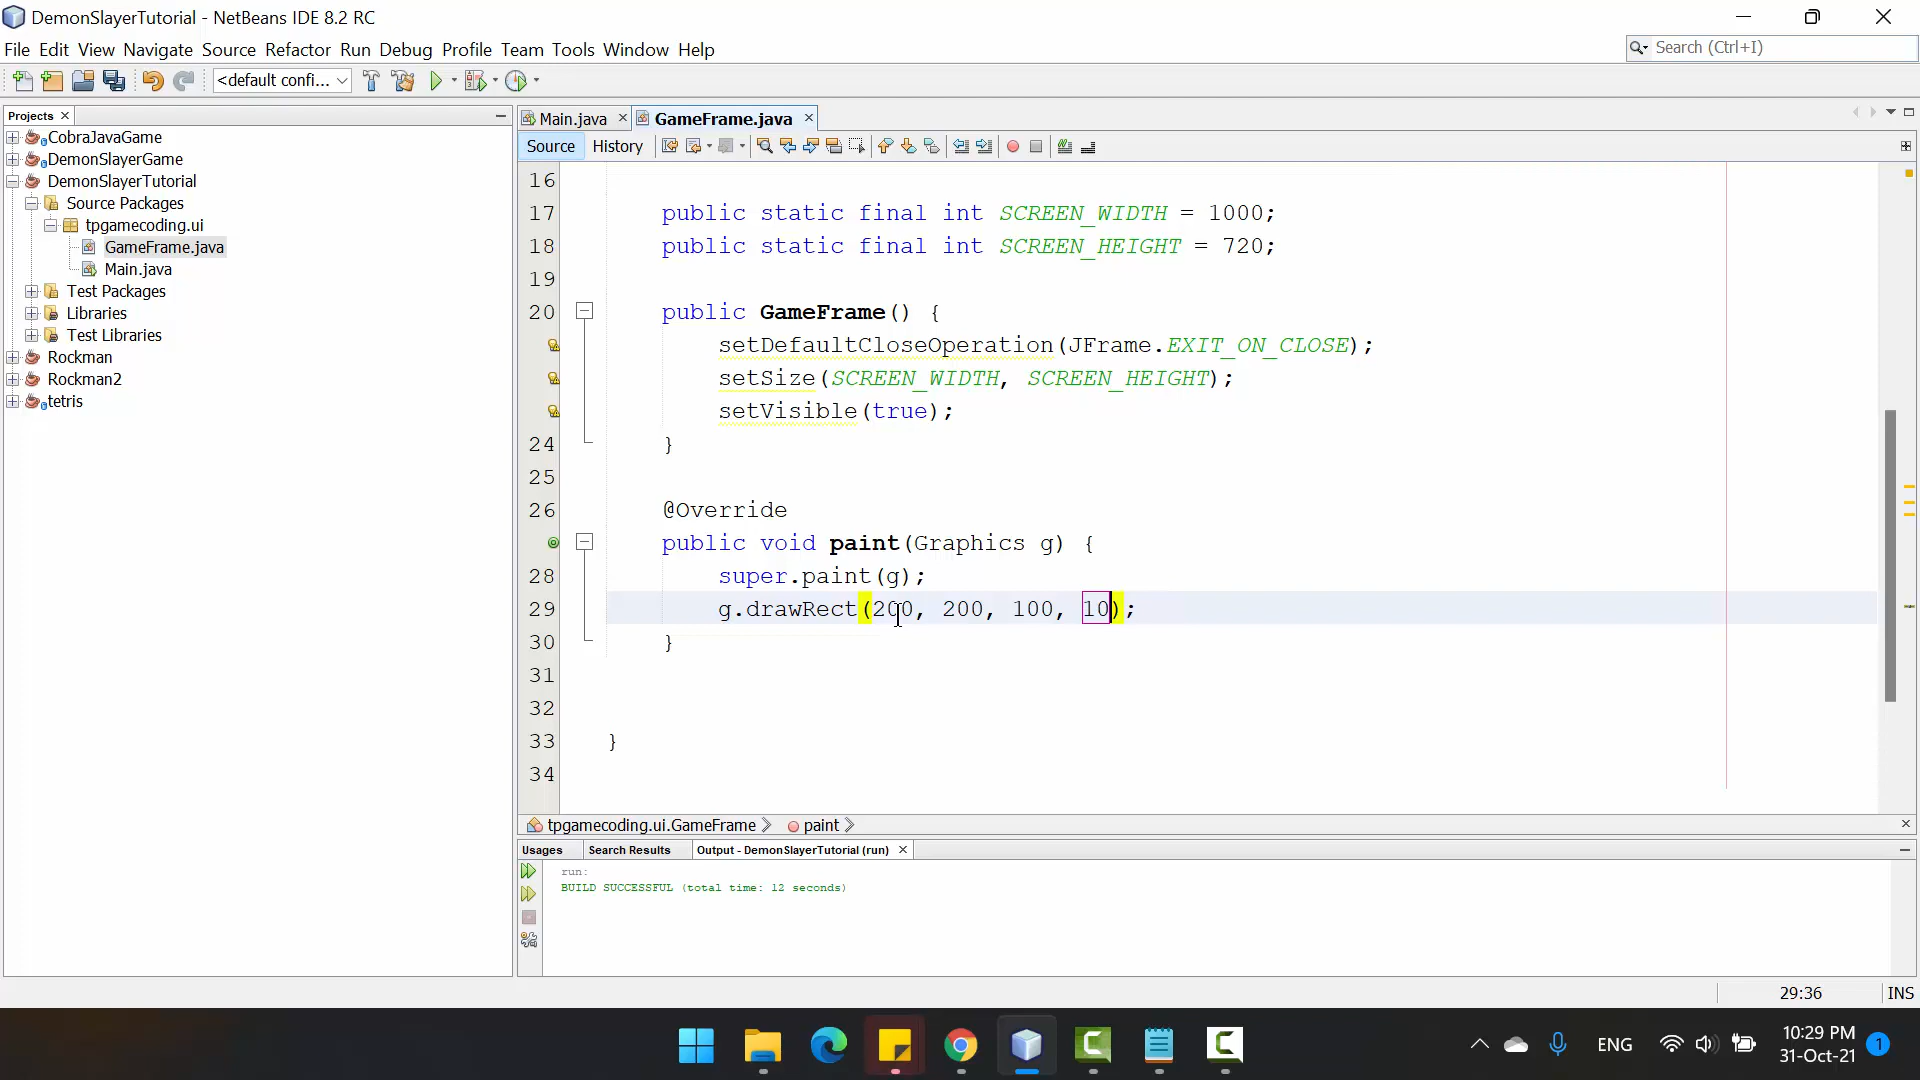 DemonSlayerTutorial - NetBeans IDE 8.2 RC
File Edit View Navigate Source Refactor Run Debug Profile Team Tools Window Help
Search (Ctrl+I)
<default confi...
Projects
Main.java
GameFrame.java
CobraJavaGame
DemonSlayerGame
DemonSlayerTutorial
Source Packages
tpgamecoding.ui
GameFrame.java
Main.java
Test Packages
Libraries
Test Libraries
Rockman
Rockman2
tetris
Source History
16
17 public static final int SCREEN_WIDTH = 1000;
18 public static final int SCREEN_HEIGHT = 720;
19
20 public GameFrame() {
setDefaultCloseOperation(JFrame.EXIT_ON_CLOSE);
setSize(SCREEN_WIDTH, SCREEN_HEIGHT);
setVisible(true);
24 }
25
26 @Override
public void paint(Graphics g) {
28 super.paint(g);
29 g.drawRect(200, 200, 100, 10);
30 }
31
32
33 }
34
tpgamecoding.ui.GameFrame paint
Usages Search Results Output - DemonSlayerTutorial (run)
run:
BUILD SUCCESSFUL (total time: 12 seconds)
29:36 INS
ENG
10:29 PM
31-Oct-21
1